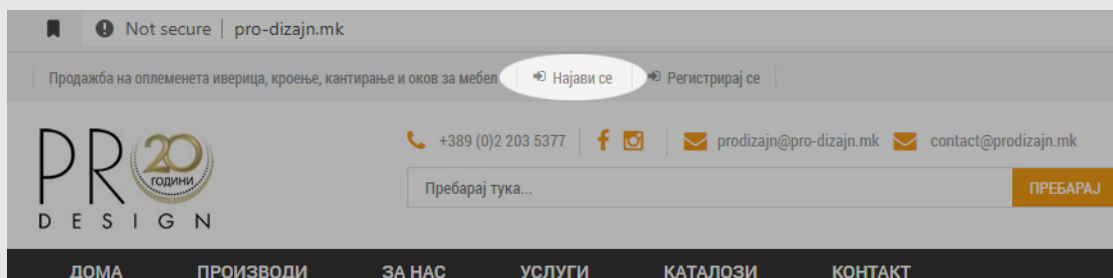 Not secure | pro-dizajn.mk
Продажба на оплеменета иверица, кроење, кантирање и оков за мебел Најави се Регистрирај се
+389 (0)2 203 5377 prodizajn@pro-dizajn.mk contact@prodizajn.mk
PR 20 ГОДИНИ
DESIGN
Пребарај тука... ПРЕБАРАЈ
ДОМА ПРОИЗВОДИ ЗА НАС УСЛУГИ КАТАЛОЗИ КОНТАКТ